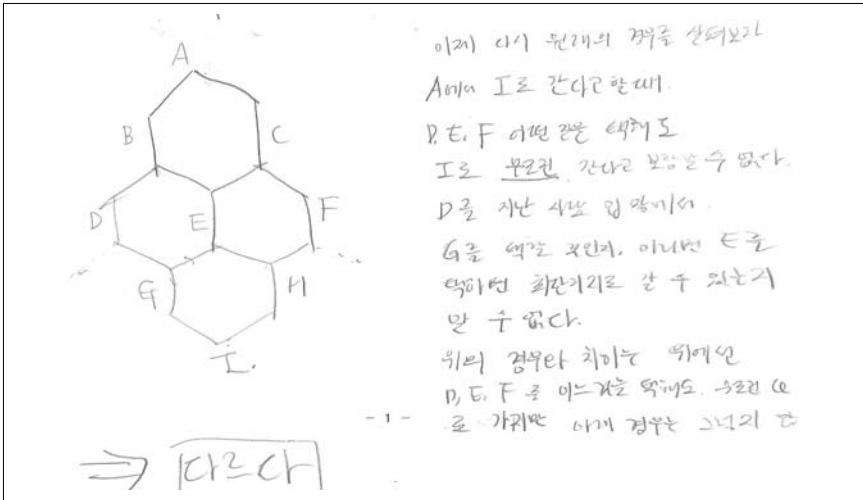 A
B
C
D
E
F
G
H
I.
이제 다시 원래의 경우를 살펴보자
A에서 I로 간다고 할때.
D, E, F 어떤 길을 택해도
I로 무조건 간다고 보장할 수 없다.
D를 지난 사람 입장에서
G를 택할 것인지, 아니면 E를
택하면 최단거리로 갈 수 있는지
알 수 없다.
위의 경우와 차이는 위에선
D, E, F 중 어느것을 택해도 무조건
로 가지만 경우는 그렇지 안
- 1 -
⇒ 다르다